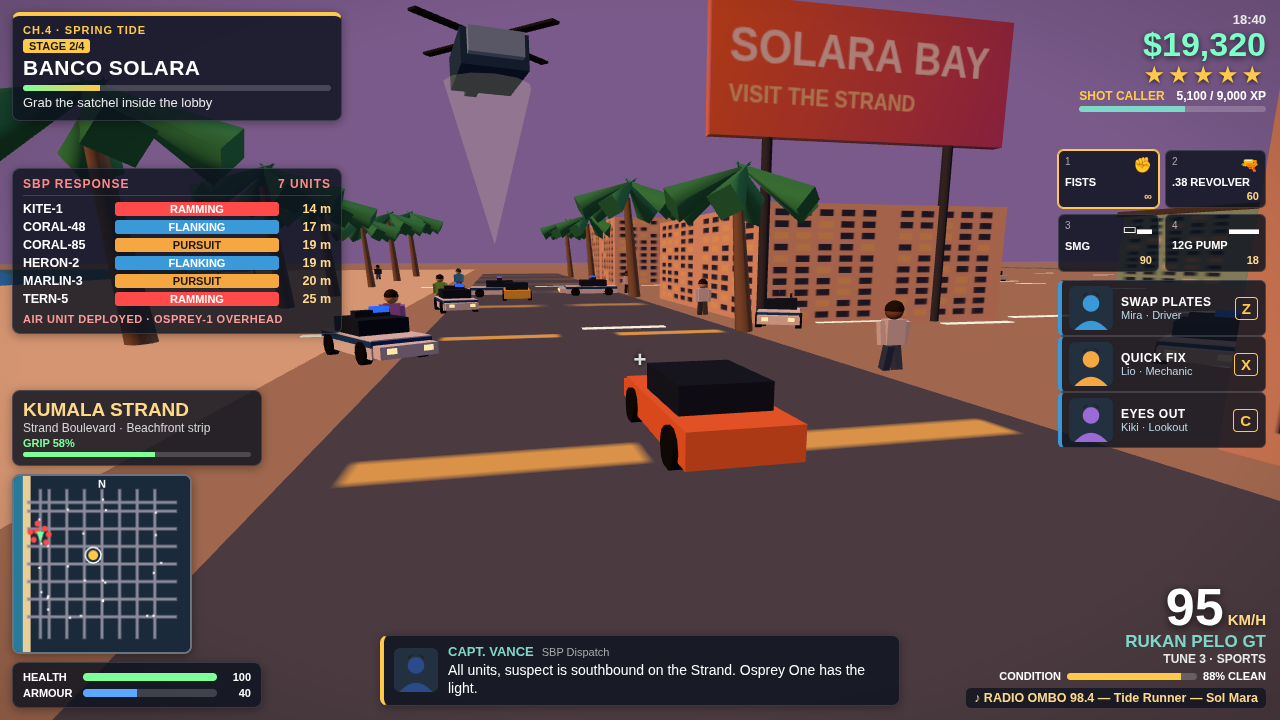 CH.4 · SPRING TIDE
STAGE 2/4
BANCO SOLARA
Grab the satchel inside the lobby
SBP RESPONSE 7 UNITS
KITE-1 RAMMING 14 m
CORAL-48 FLANKING 17 m
CORAL-85 PURSUIT 19 m
HERON-2 FLANKING 19 m
MARLIN-3 PURSUIT 20 m
TERN-5 RAMMING 25 m
AIR UNIT DEPLOYED · OSPREY-1 OVERHEAD
KUMALA STRAND
Strand Boulevard · Beachfront strip
GRIP 58%
N
HEALTH 100
ARMOUR 40
SOLARA BAY
VISIT THE STRAND
CAPT. VANCE SBP Dispatch
All units, suspect is southbound on the Strand. Osprey One has the
light.
18:40
$19,320
★★★★★
SHOT CALLER 5,100 / 9,000 XP
1
FISTS
∞
2
.38 REVOLVER
60
3
SMG
90
4
12G PUMP
18
SWAP PLATES
Mira · Driver
Z
QUICK FIX
Lio · Mechanic
X
EYES OUT
Kiki · Lookout
C
95 KM/H
RUKAN PELO GT
TUNE 3 · SPORTS
CONDITION 88% CLEAN
♪ RADIO OMBO 98.4 — Tide Runner — Sol Mara